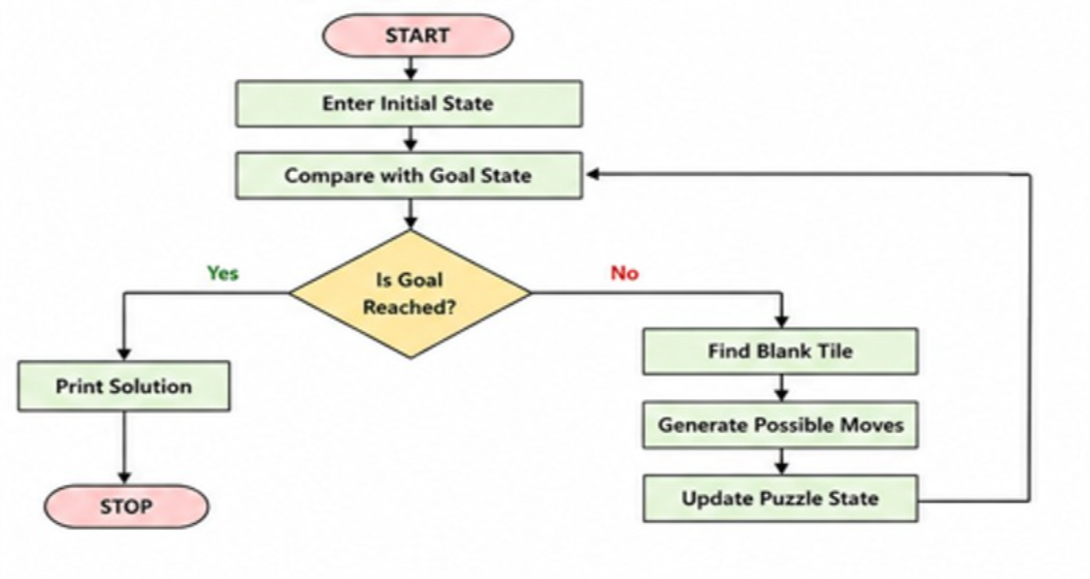 START
Enter Initial State
Compare with Goal State
Yes
Is Goal
Reached?
No
Find Blank Tile
Print Solution
Generate Possible Moves
Update Puzzle State
STOP